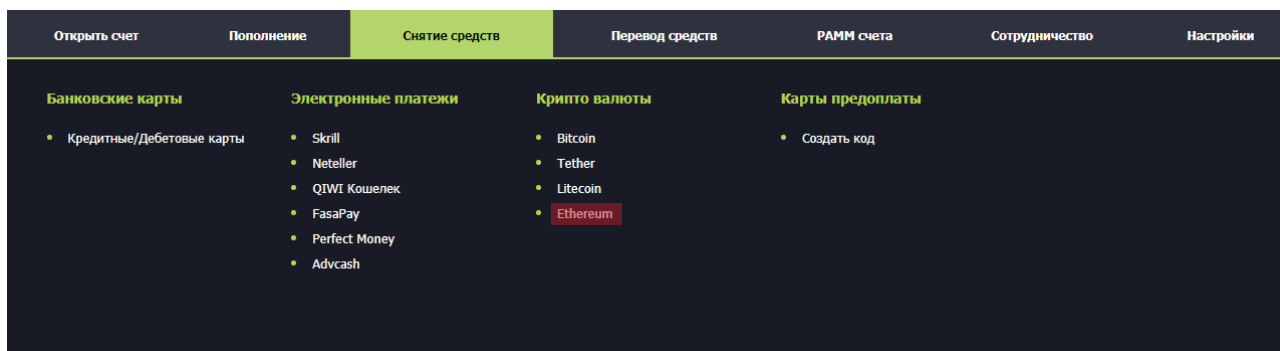 Открыть счет Пополнение Снятие средств Перевод средств PAMM счета Сотрудничество Настройки
Банковские карты
Кредитные/Дебетовые карты
Электронные платежи
Skrill
Neteller
QIWI Кошелек
FasaPay
Perfect Money
Advcash
Крипто валюты
Bitcoin
Tether
Litecoin
Ethereum
Карты предоплаты
Создать код